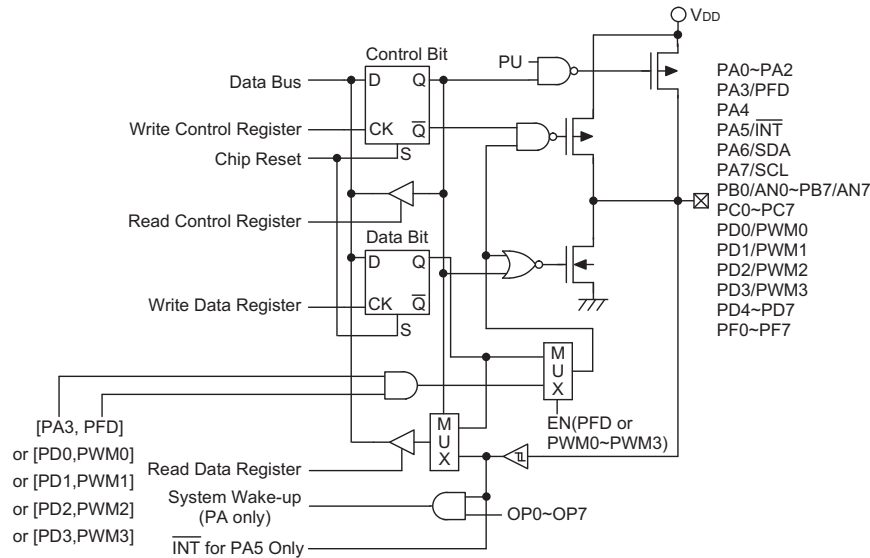 VDD
Control Bit
PU
Data Bus
D
Q
Write Control Register
CK
Q̅
Chip Reset
S
Read Control Register
Data Bit
D
Q
Write Data Register
CK
Q̅
S
M
U
X
[PA3, PFD]
or [PD0,PWM0]
or [PD1,PWM1]
or [PD2,PWM2]
or [PD3,PWM3]
M
U
X
EN(PFD or
PWM0~PWM3)
Read Data Register
System Wake-up
(PA only)
OP0~OP7
I̅N̅T̅ for PA5 Only
PA0~PA2
PA3/PFD
PA4
PA5/I̅N̅T̅
PA6/SDA
PA7/SCL
PB0/AN0~PB7/AN7
PC0~PC7
PD0/PWM0
PD1/PWM1
PD2/PWM2
PD3/PWM3
PD4~PD7
PF0~PF7